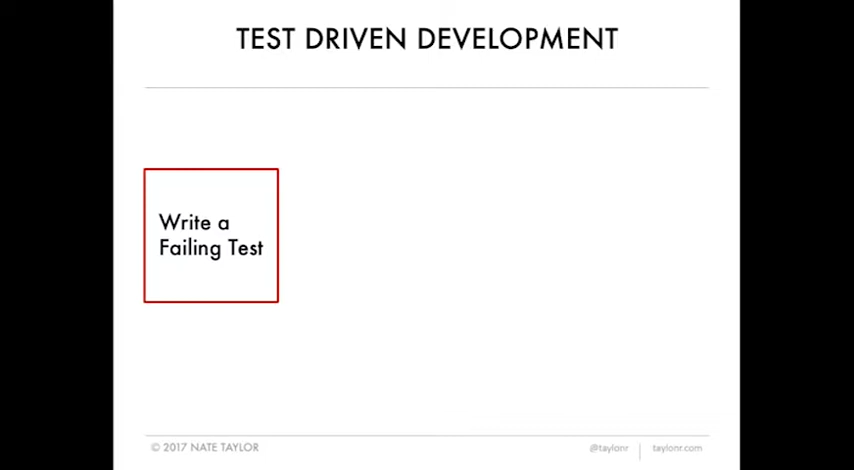 TEST DRIVEN DEVELOPMENT
Write a
Failing Test
© 2017 NATE TAYLOR
@taylonr
taylonr.com